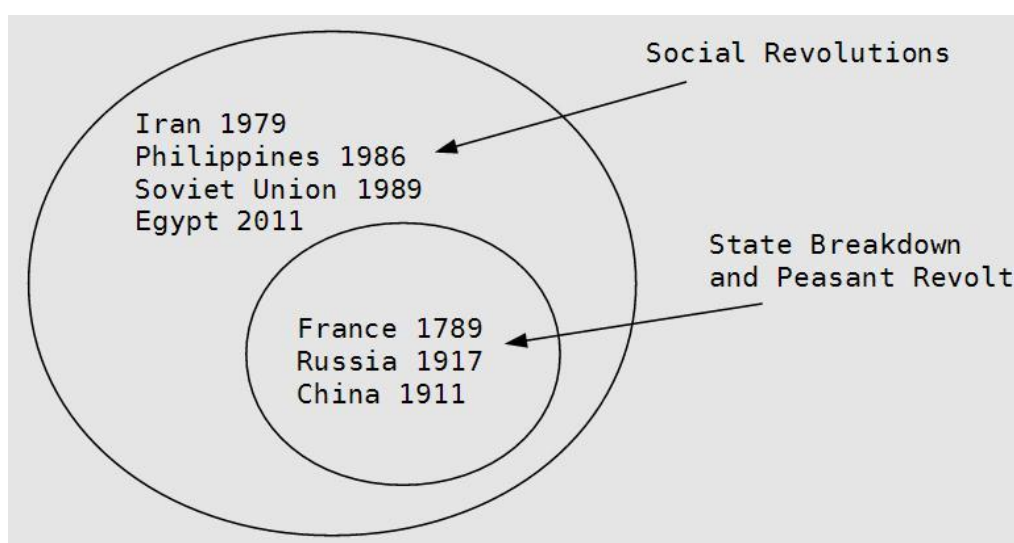 Social Revolutions
Iran 1979
Philippines 1986
Soviet Union 1989
Egypt 2011
State Breakdown
and Peasant Revolt
France 1789
Russia 1917
China 1911